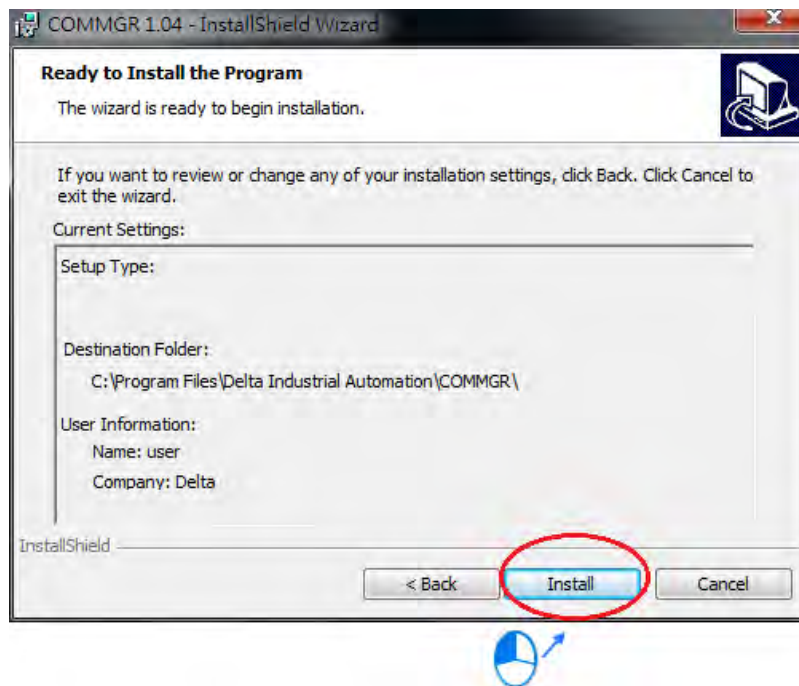 COMMGR 1.04 - InstallShield Wizard
Ready to Install the Program
The wizard is ready to begin installation.
If you want to review or change any of your installation settings, click Back. Click Cancel to
exit the wizard.
Current Settings:
Setup Type:
Destination Folder:
C:\Program Files\Delta Industrial Automation\COMMGR\
User Information:
Name: user
Company: Delta
InstallShield
< Back
Install
Cancel